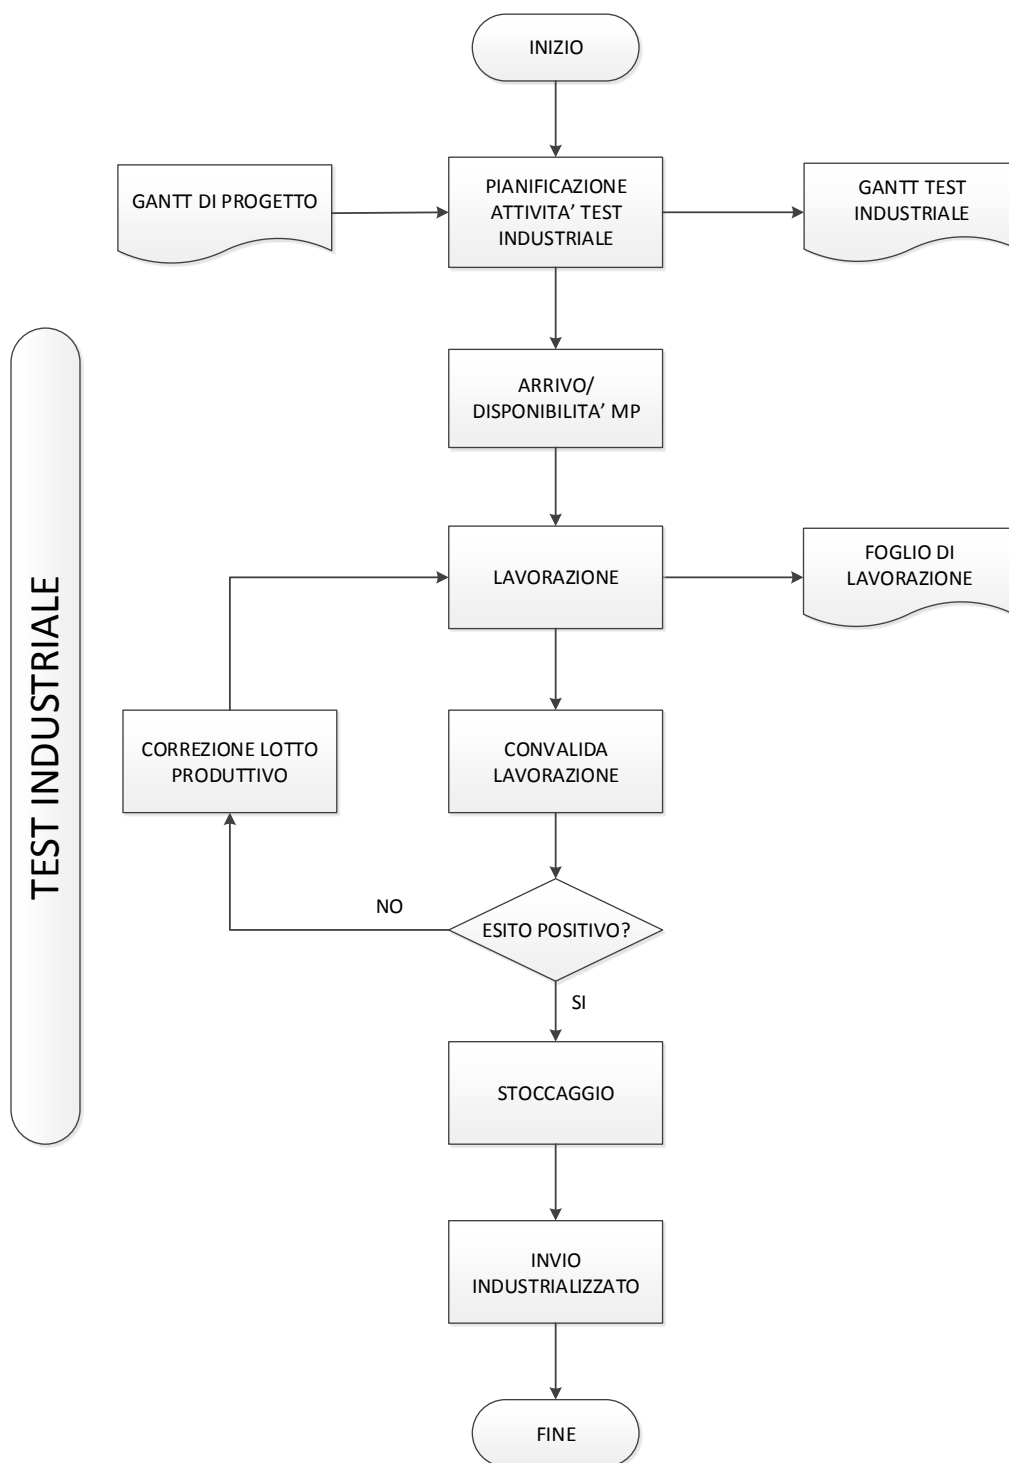 INIZIO
GANTT DI PROGETTO
PIANIFICAZIONE
ATTIVITA’ TEST
INDUSTRIALE
GANTT TEST
INDUSTRIALE
ARRIVO/
DISPONIBILITA’ MP
LAVORAZIONE
FOGLIO DI
LAVORAZIONE
TEST INDUSTRIALE
CORREZIONE LOTTO
PRODUTTIVO
CONVALIDA
LAVORAZIONE
NO
ESITO POSITIVO?
SI
STOCCAGGIO
INVIO
INDUSTRIALIZZATO
FINE